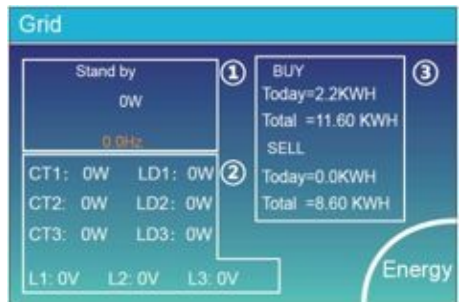 Grid
Stand by
①
0W
0.0Hz
CT1: 0W LD1: 0W
②
CT2: 0W LD2: 0W
CT3: 0W LD3: 0W
L1: 0V L2: 0V L3: 0V
BUY
③
Today=2.2KWH
Total =11.60 KWH
SELL
Today=0.0KWH
Total =8.60 KWH
Energy